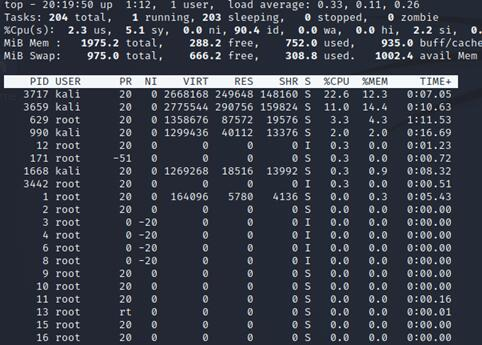 top - 20:19:50 up  1:12,  1 user,  load average: 0.33, 0.11, 0.26
Tasks: 204 total,   1 running, 203 sleeping,   0 stopped,   0 zombie
%Cpu(s):  2.3 us,  5.1 sy,  0.0 ni, 90.4 id,  0.0 wa,  0.0 hi,  2.2 si,  0.
MiB Mem :   1975.2 total,    288.2 free,    752.0 used,    935.0 buff/cache
MiB Swap:    975.0 total,    666.2 free,    308.8 used.   1002.4 avail Mem
PID USER      PR  NI    VIRT    RES    SHR S  %CPU  %MEM     TIME+
3717 kali      20   0 2668168 249648 148160 S  22.6  12.3   0:07.05
3659 kali      20   0 2775544 290756 159824 S  11.0  14.4   0:10.63
629 root      20   0 1358676  87572  19576 S   3.3   4.3   1:11.53
990 kali      20   0 1299436  40112  13376 S   2.0   2.0   0:16.69
12 root      20   0       0      0      0 I   0.3   0.0   0:01.23
171 root     -51   0       0      0      0 S   0.3   0.0   0:00.72
1668 kali      20   0 1269268  18516  13992 S   0.3   0.9   0:08.32
3442 root      20   0       0      0      0 I   0.3   0.0   0:00.51
1 root      20   0  164096   5780   4136 S   0.0   0.3   0:05.43
2 root      20   0       0      0      0 S   0.0   0.0   0:00.00
3 root       0 -20       0      0      0 I   0.0   0.0   0:00.00
4 root       0 -20       0      0      0 I   0.0   0.0   0:00.00
6 root       0 -20       0      0      0 I   0.0   0.0   0:00.00
8 root       0 -20       0      0      0 I   0.0   0.0   0:00.00
9 root      20   0       0      0      0 S   0.0   0.0   0:00.00
10 root      20   0       0      0      0 S   0.0   0.0   0:00.00
11 root      20   0       0      0      0 S   0.0   0.0   0:00.16
13 root      rt   0       0      0      0 S   0.0   0.0   0:00.01
15 root      20   0       0      0      0 S   0.0   0.0   0:00.00
16 root      20   0       0      0      0 S   0.0   0.0   0:00.00